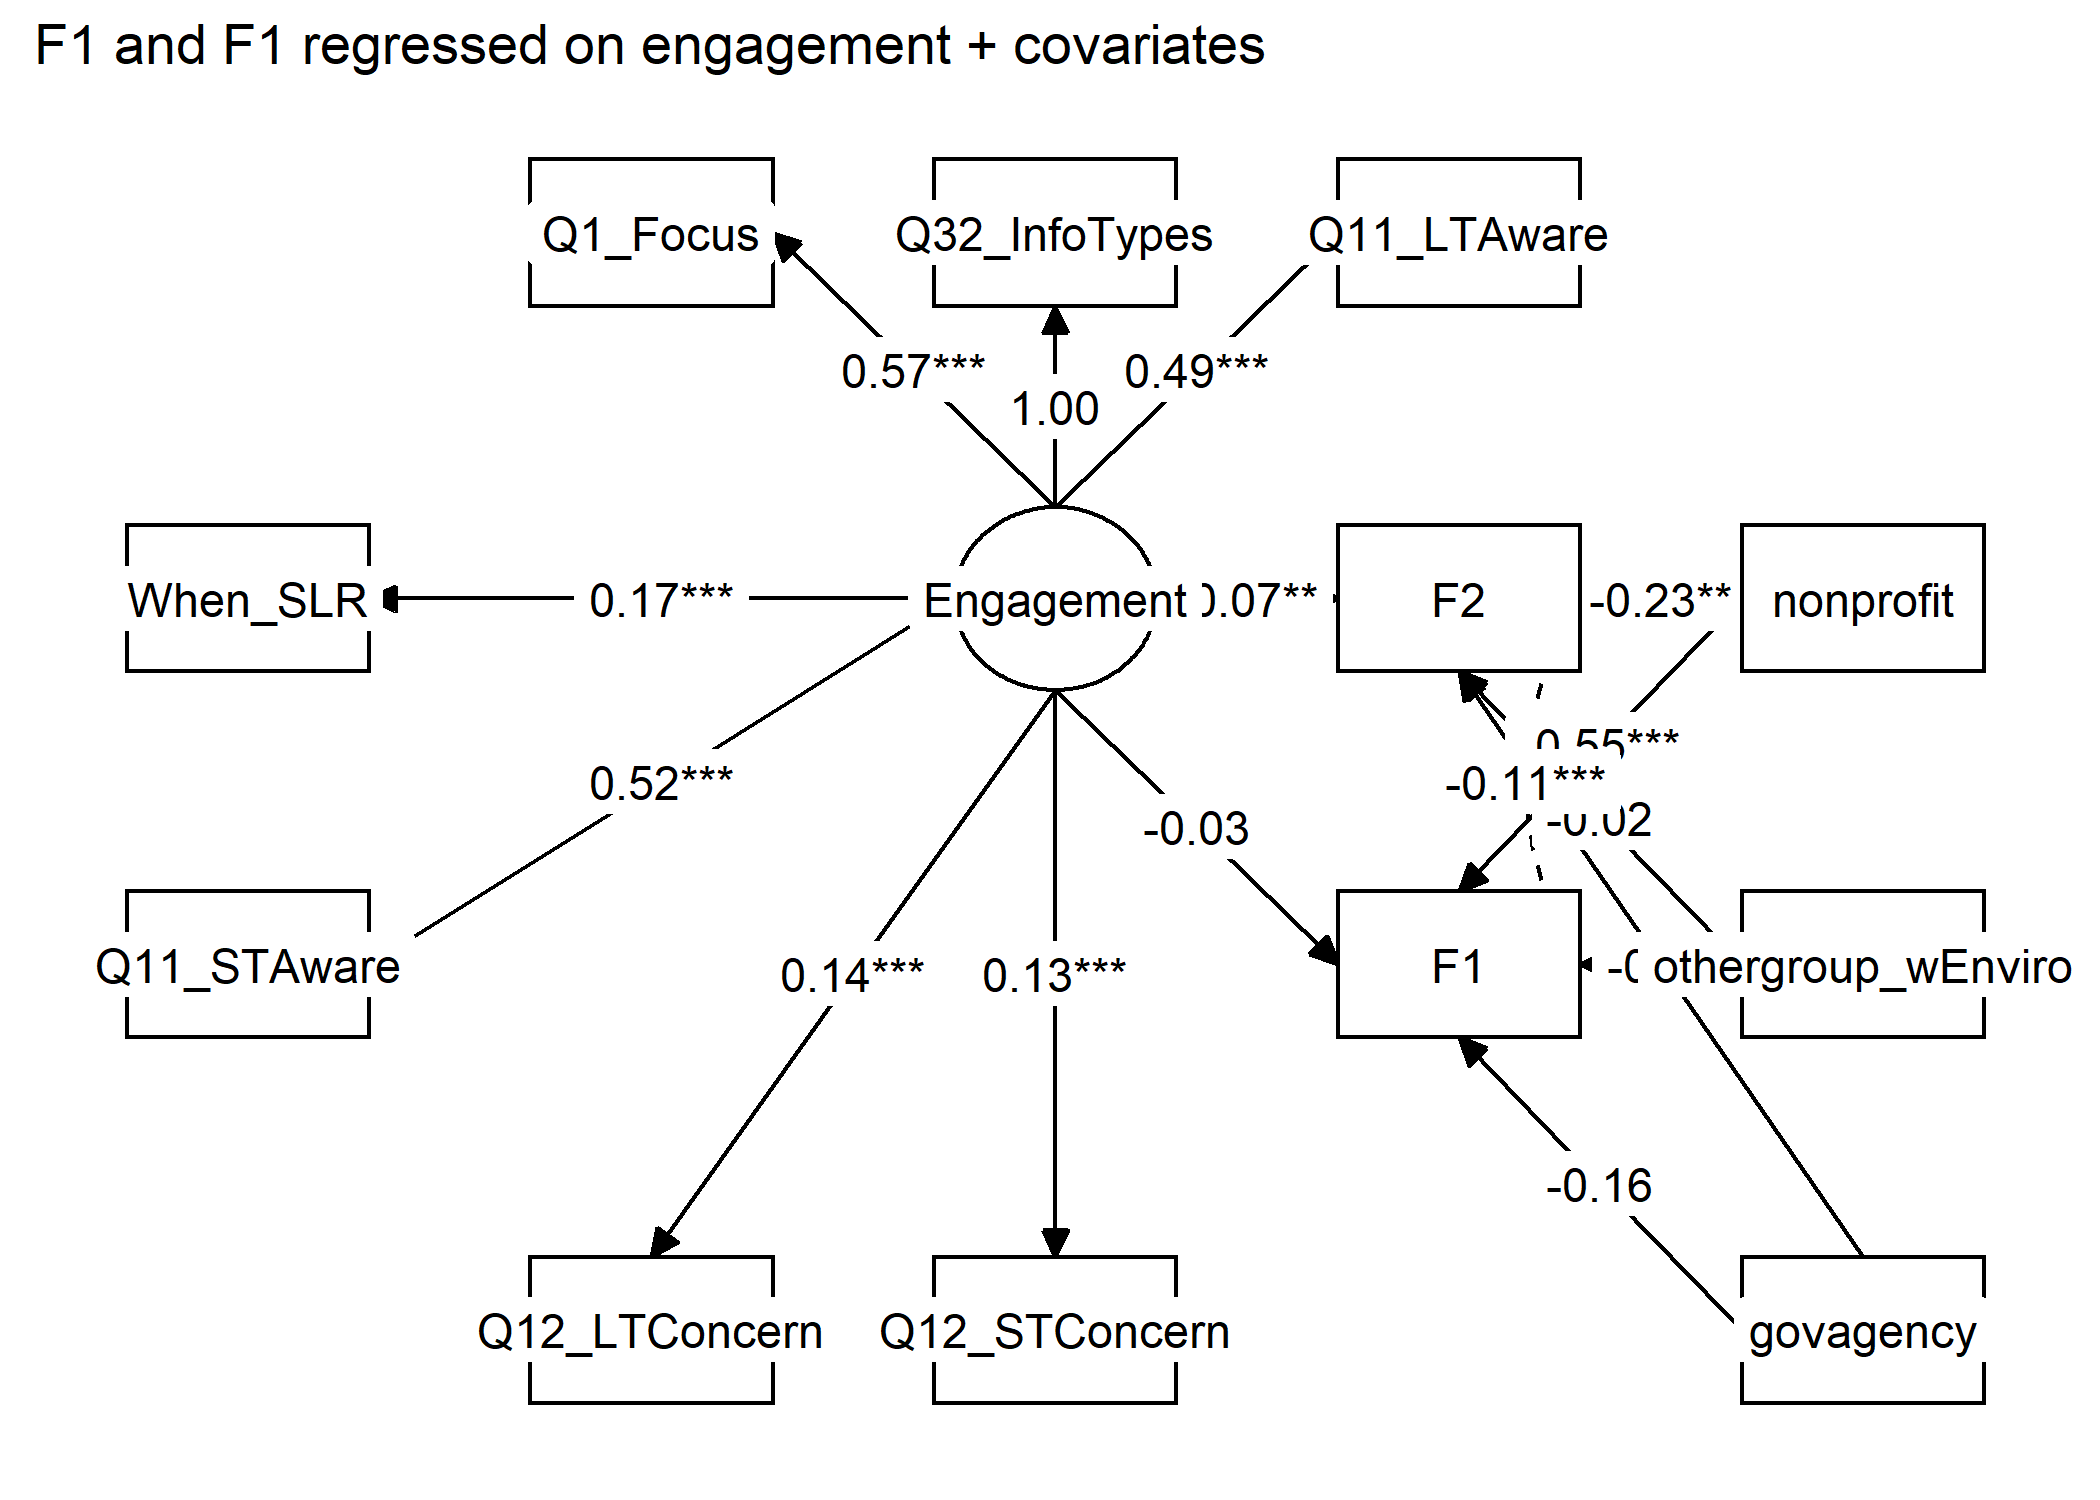 F1 and F1 regressed on engagement + covariates
Q1_Focus
Q32_InfoTypes
Q11_LTAware
0.57***
1.00
0.49***
When_SLR
0.17***
Engagement
0.07**
F2
-0.23**
nonprofit
0.55***
0.52***
-0.11***
-0.03
-0.02
Q11_STAware
0.14***
0.13***
F1
othergroup_wEnviro
-0.16
Q12_LTConcern
Q12_STConcern
govagency